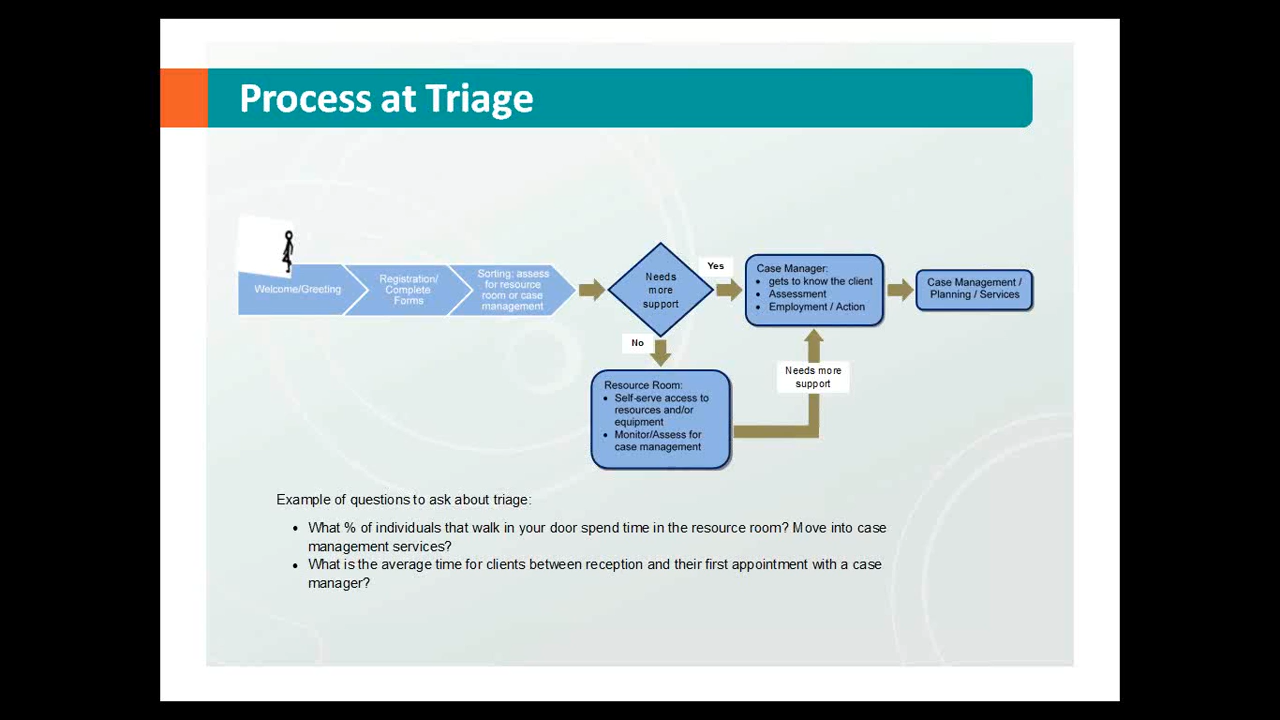 Process at Triage
Welcome/Greeting
Registration/
Complete
Forms
Sorting: assess
for resource
room or case
management
Needs
more
support
Yes
No
Case Manager:
• gets to know the client
• Assessment
• Employment / Action
Case Management /
Planning / Services
Resource Room:
• Self-serve access to
resources and/or
equipment
• Monitor/Assess for
case management
Needs more
support
Example of questions to ask about triage:
• What % of individuals that walk in your door spend time in the resource room? Move into case
management services?
• What is the average time for clients between reception and their first appointment with a case
manager?